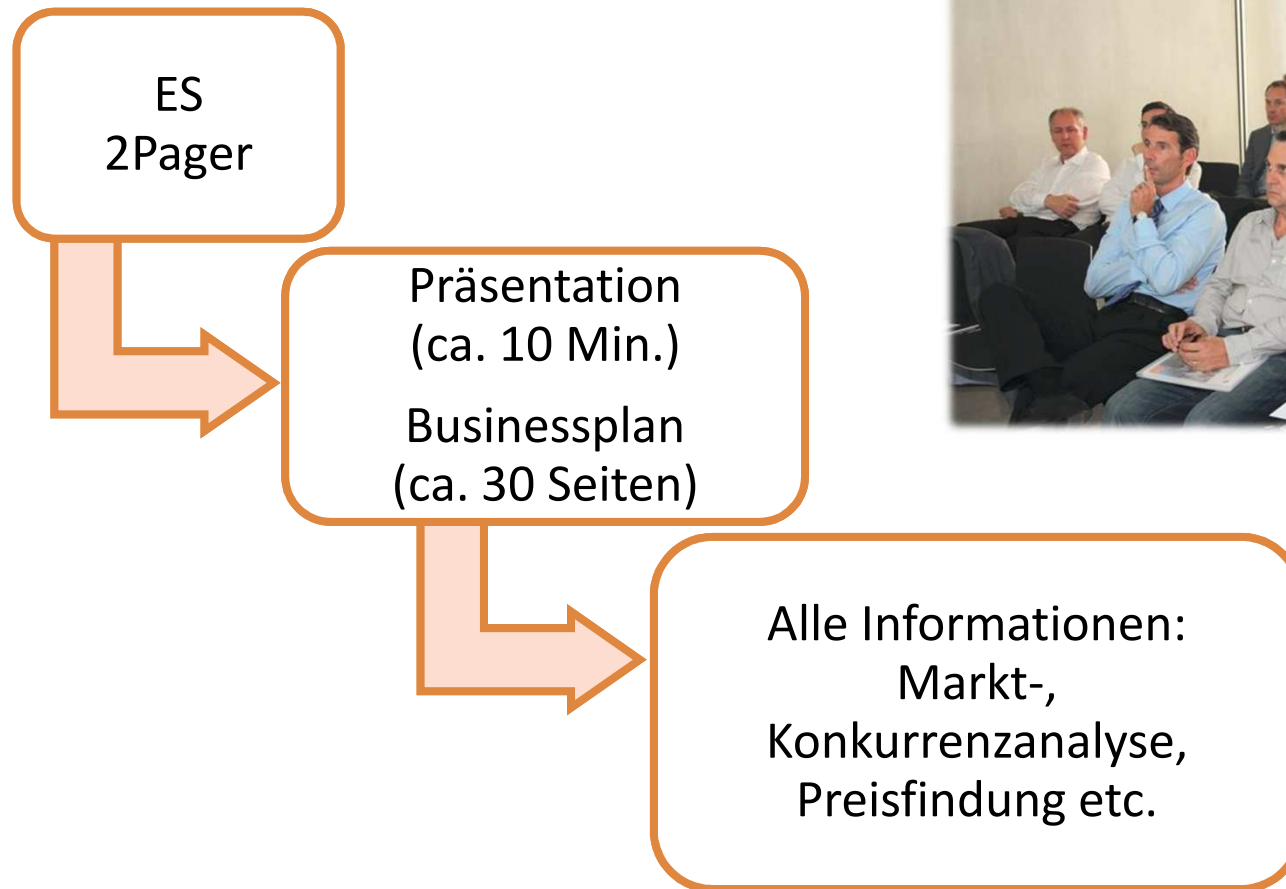 ES
2Pager
Präsentation
(ca. 10 Min.)
Businessplan
(ca. 30 Seiten)
Alle Informationen:
Markt-,
Konkurrenzanalyse,
Preisfindung etc.